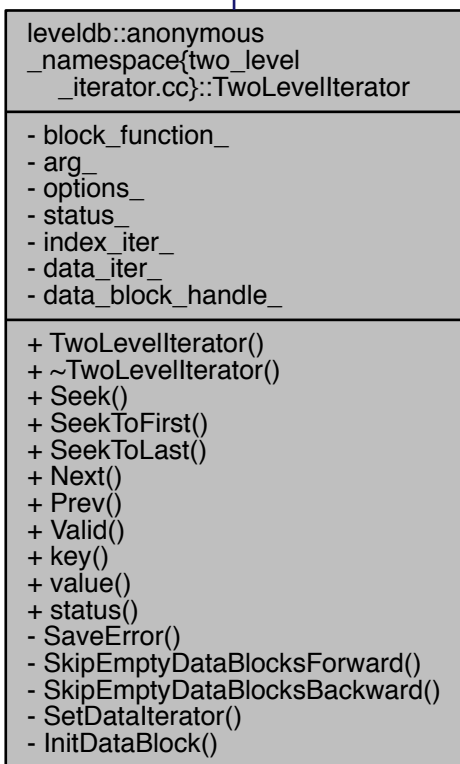 leveldb::anonymous
_namespace{two_level
_iterator.cc}::TwoLevelIterator
- block_function_
- arg_
- options_
- status_
- index_iter_
- data_iter_
- data_block_handle_
+ TwoLevelIterator()
+ ~TwoLevelIterator()
+ Seek()
+ SeekToFirst()
+ SeekToLast()
+ Next()
+ Prev()
+ Valid()
+ key()
+ value()
+ status()
- SaveError()
- SkipEmptyDataBlocksForward()
- SkipEmptyDataBlocksBackward()
- SetDataIterator()
- InitDataBlock()